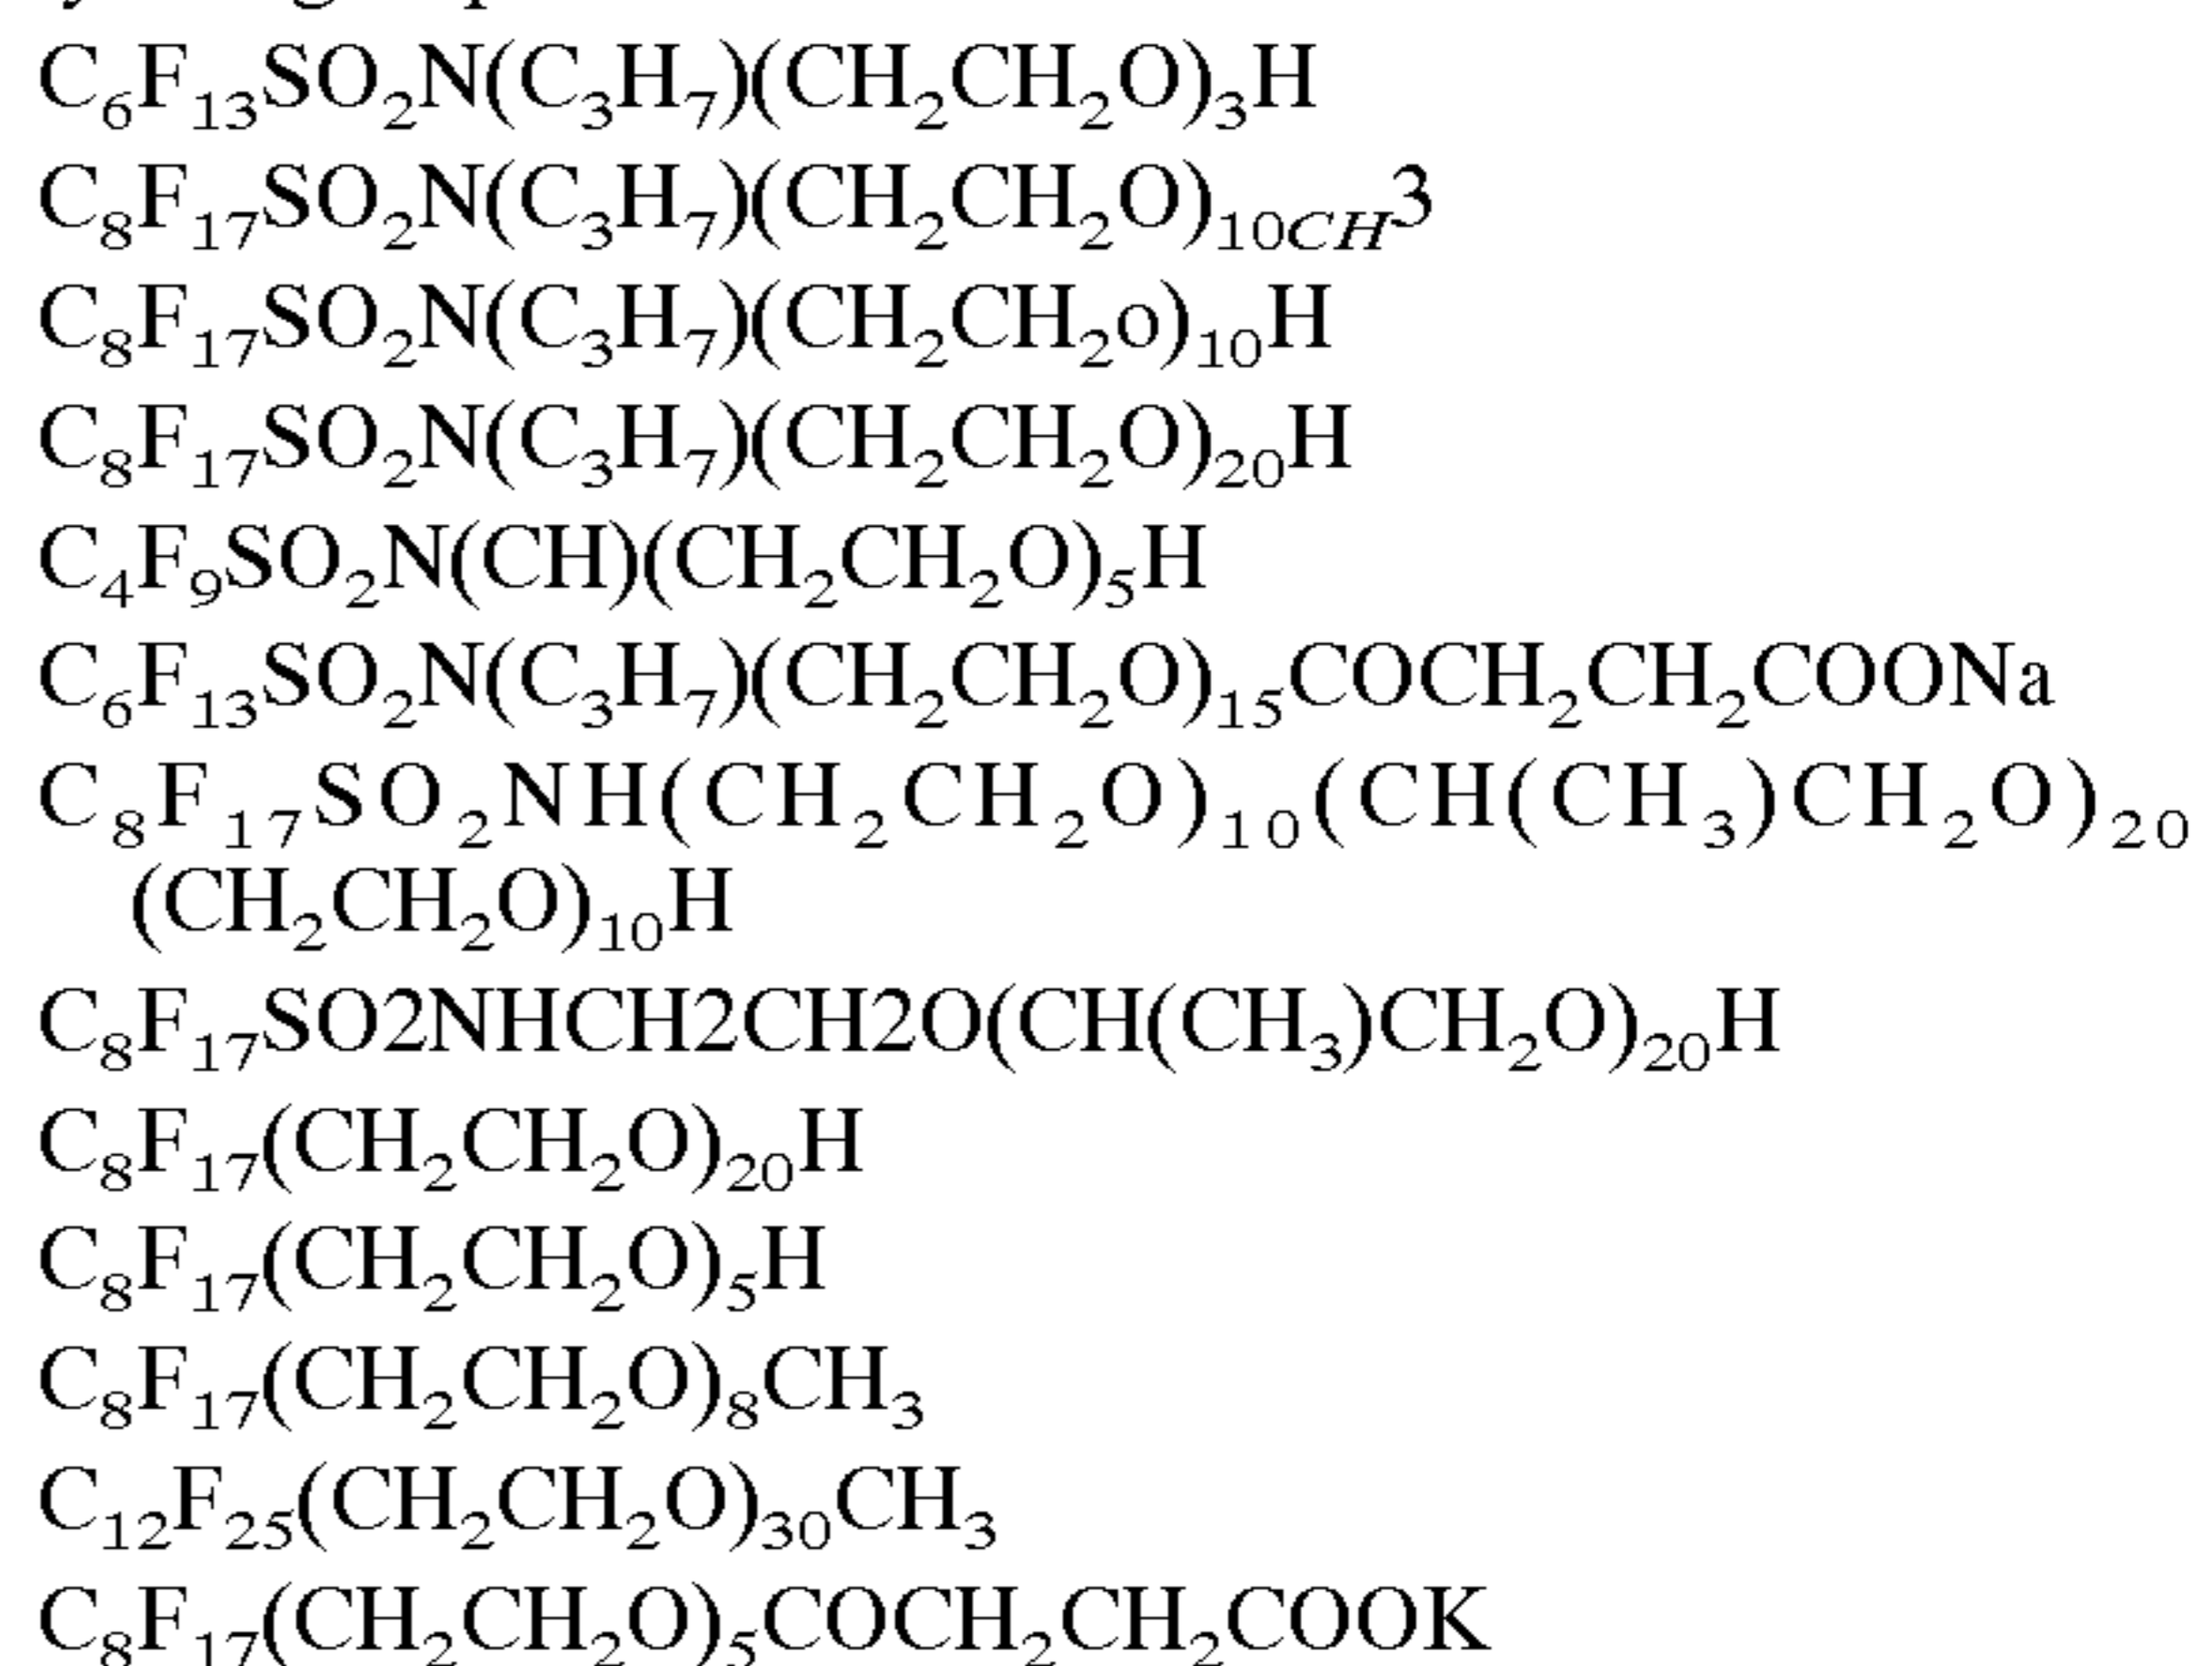 C₆F₁₃SO₂N(C₃H₇)(CH₂CH₂O)₃H
C₈F₁₇SO₂N(C₃H₇)(CH₂CH₂O)₁₀CH3
C₈F₁₇SO₂N(C₃H₇)(CH₂CH₂o)₁₀H
C₈F₁₇SO₂N(C₃H₇)(CH₂CH₂O)₂₀H
C₄F₉SO₂N(CH)(CH₂CH₂O)₅H
C₆F₁₃SO₂N(C₃H₇)(CH₂CH₂O)₁₅COCH₂CH₂COONa
C₈F₁₇SO₂NH(CH₂CH₂O)₁₀(CH(CH₃)CH₂O)₂₀
(CH₂CH₂O)₁₀H
C₈F₁₇SO2NHCH2CH2O(CH(CH₃)CH₂O)₂₀H
C₈F₁₇(CH₂CH₂O)₂₀H
C₈F₁₇(CH₂CH₂O)₅H
C₈F₁₇(CH₂CH₂O)₈CH₃
C₁₂F₂₅(CH₂CH₂O)₃₀CH₃
C₈F₁₇(CH₂CH₂O)₅COCH₂CH₂COOK